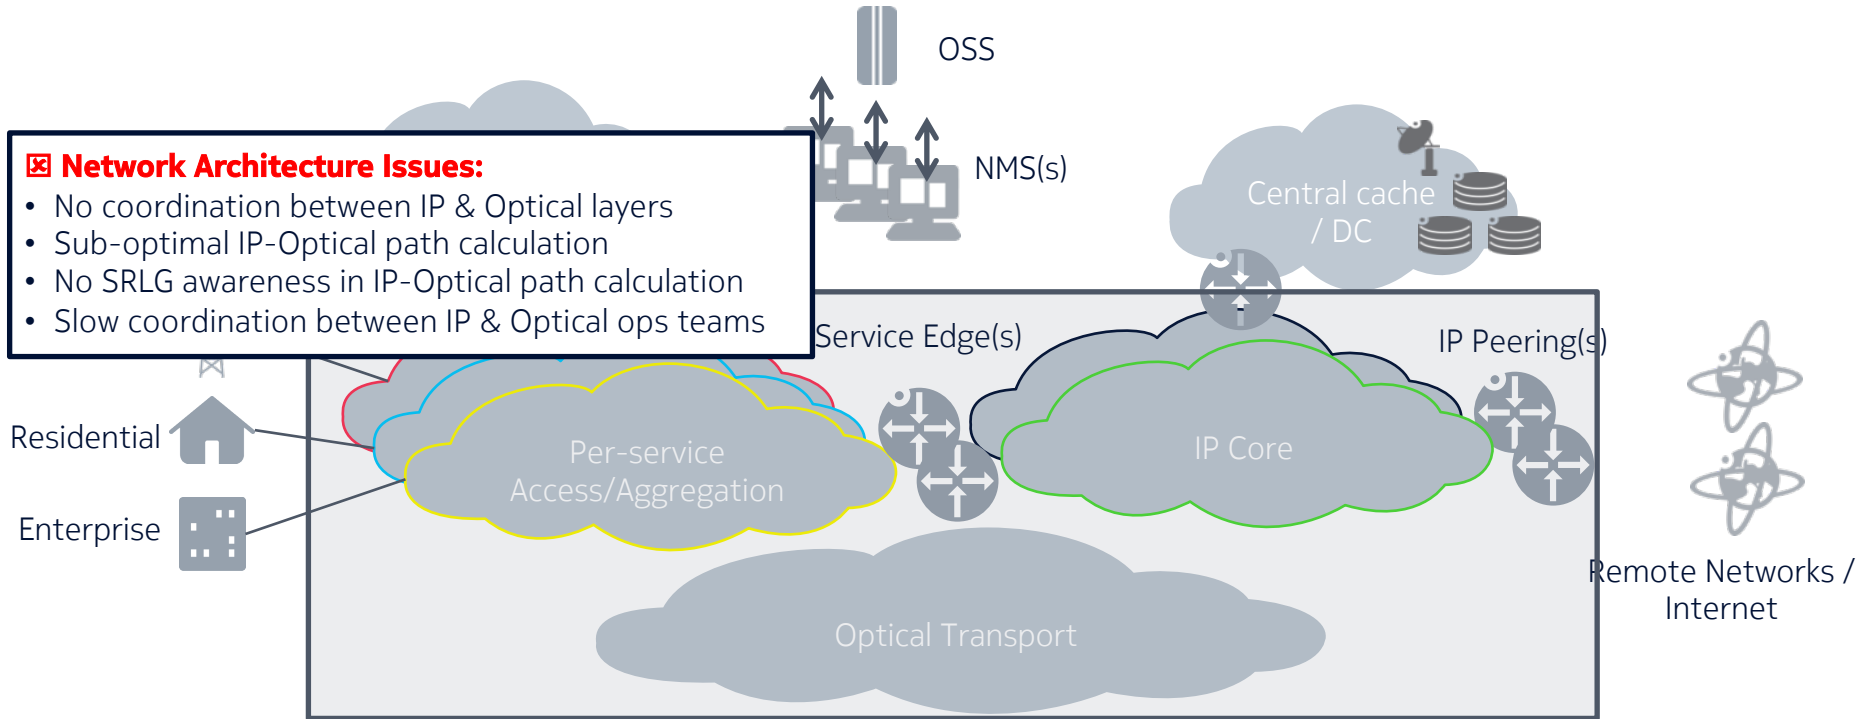 OSS
NMS(s)
☒ Network Architecture Issues:
• No coordination between IP & Optical layers
• Sub-optimal IP-Optical path calculation
• No SRLG awareness in IP-Optical path calculation
• Slow coordination between IP & Optical ops teams
Central cache
/ DC
Service Edge(s)
IP Peering(s)
Residential
Per-service
Access/Aggregation
IP Core
Enterprise
Optical Transport
Remote Networks /
Internet